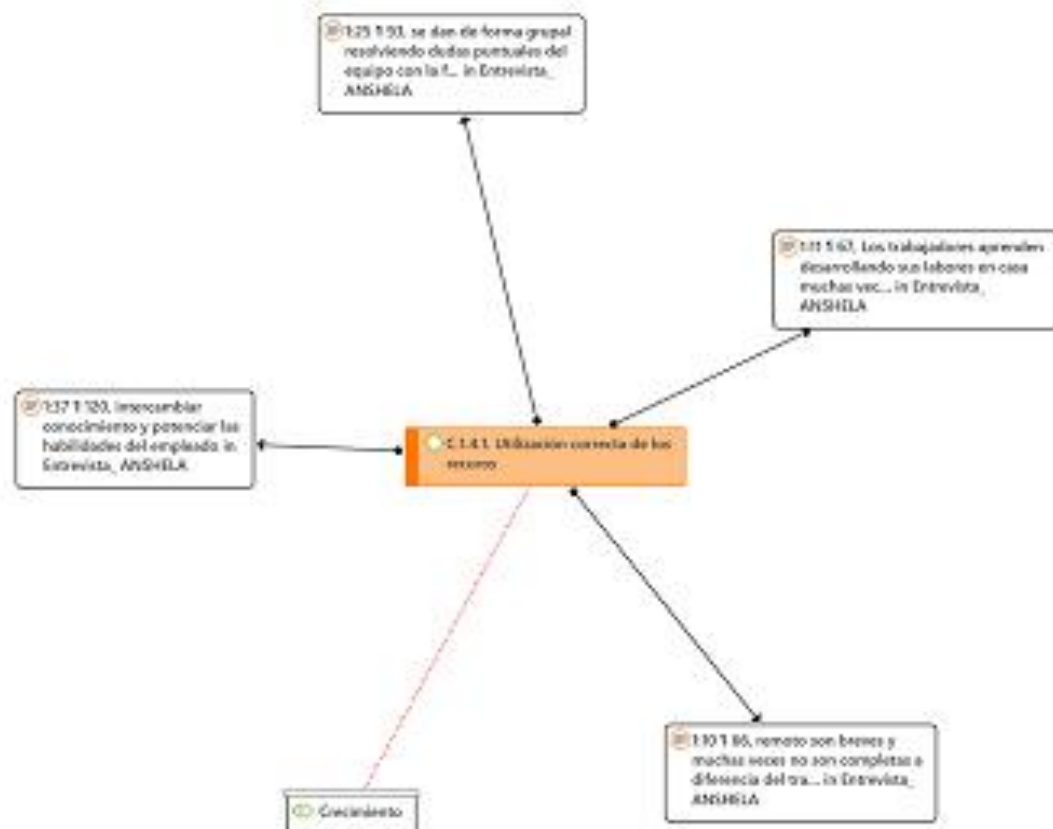 1:25 ¶ 93, se dan de forma grupal
resolviendo dudas puntuales del
equipo con la f... in Entrevista_
ANSHELA
1:11 ¶ 67, Los trabajadores aprenden
desarrollando sus labores en casa
muchas vec... in Entrevista_
ANSHELA
1:37 ¶ 120, intercambiar
conocimiento y potenciar las
habilidades del empleado in
Entrevista_ ANSHELA
C.1.4.1. Utilización correcta de los
recursos
1:10 ¶ 66, remoto son breves y
muchas veces no son completas a
diferencia del tra... in Entrevista_
ANSHELA
Crecimiento